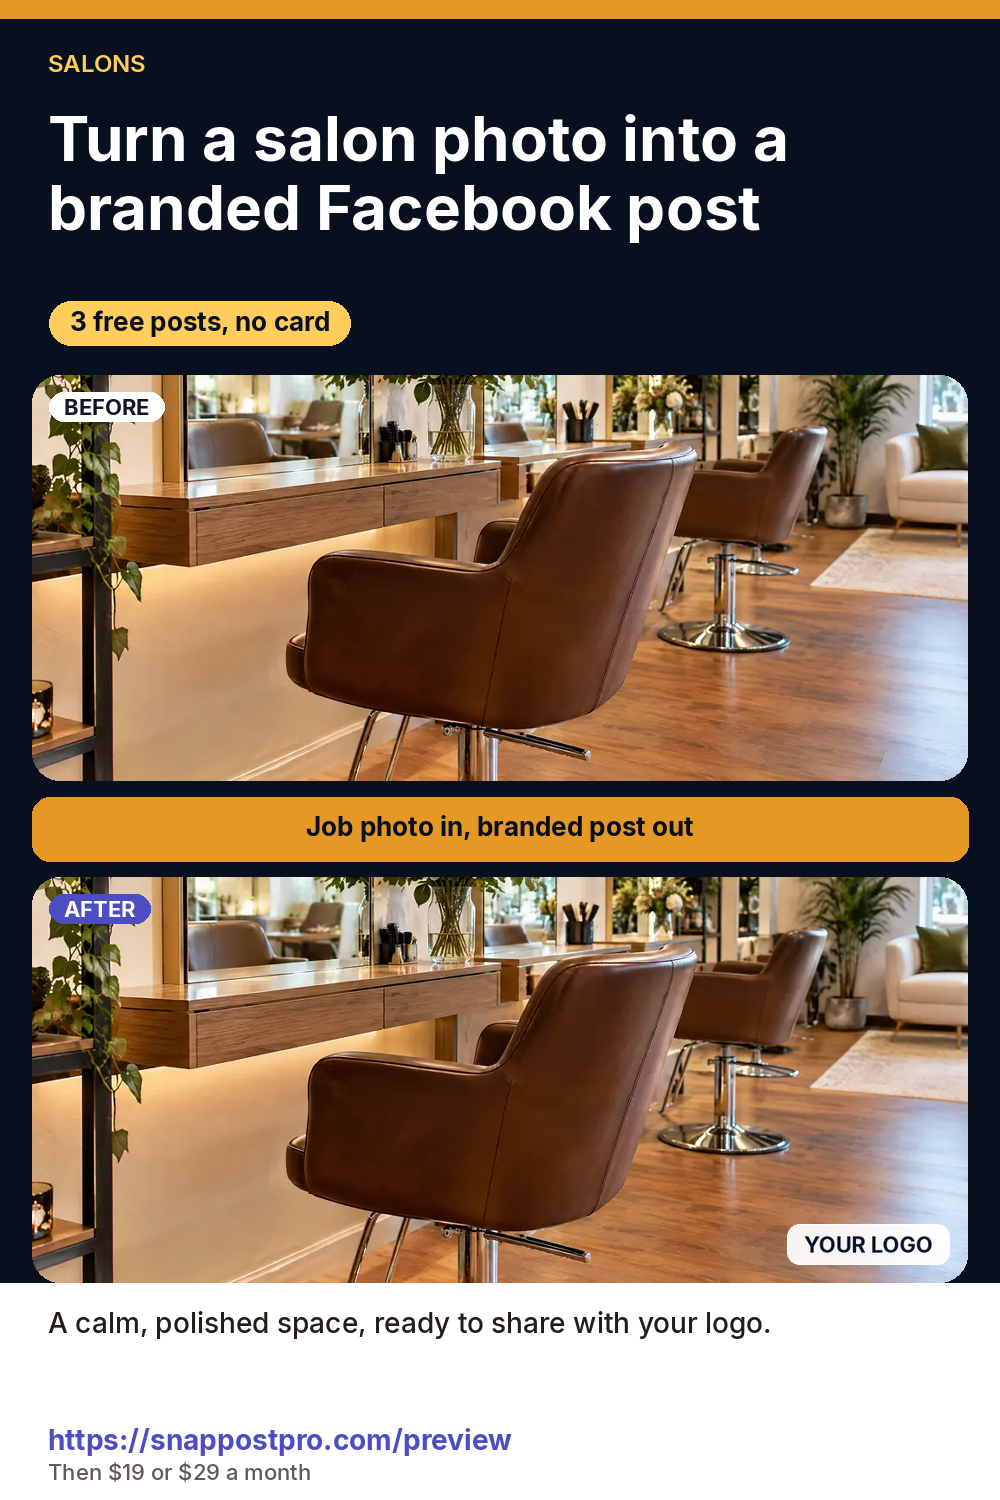 SALONS
Turn a salon photo into a
branded Facebook post
3 free posts, no card
BEFORE
Job photo in, branded post out
AFTER
YOUR LOGO
A calm, polished space, ready to share with your logo.
https://snappostpro.com/preview
Then $19 or $29 a month